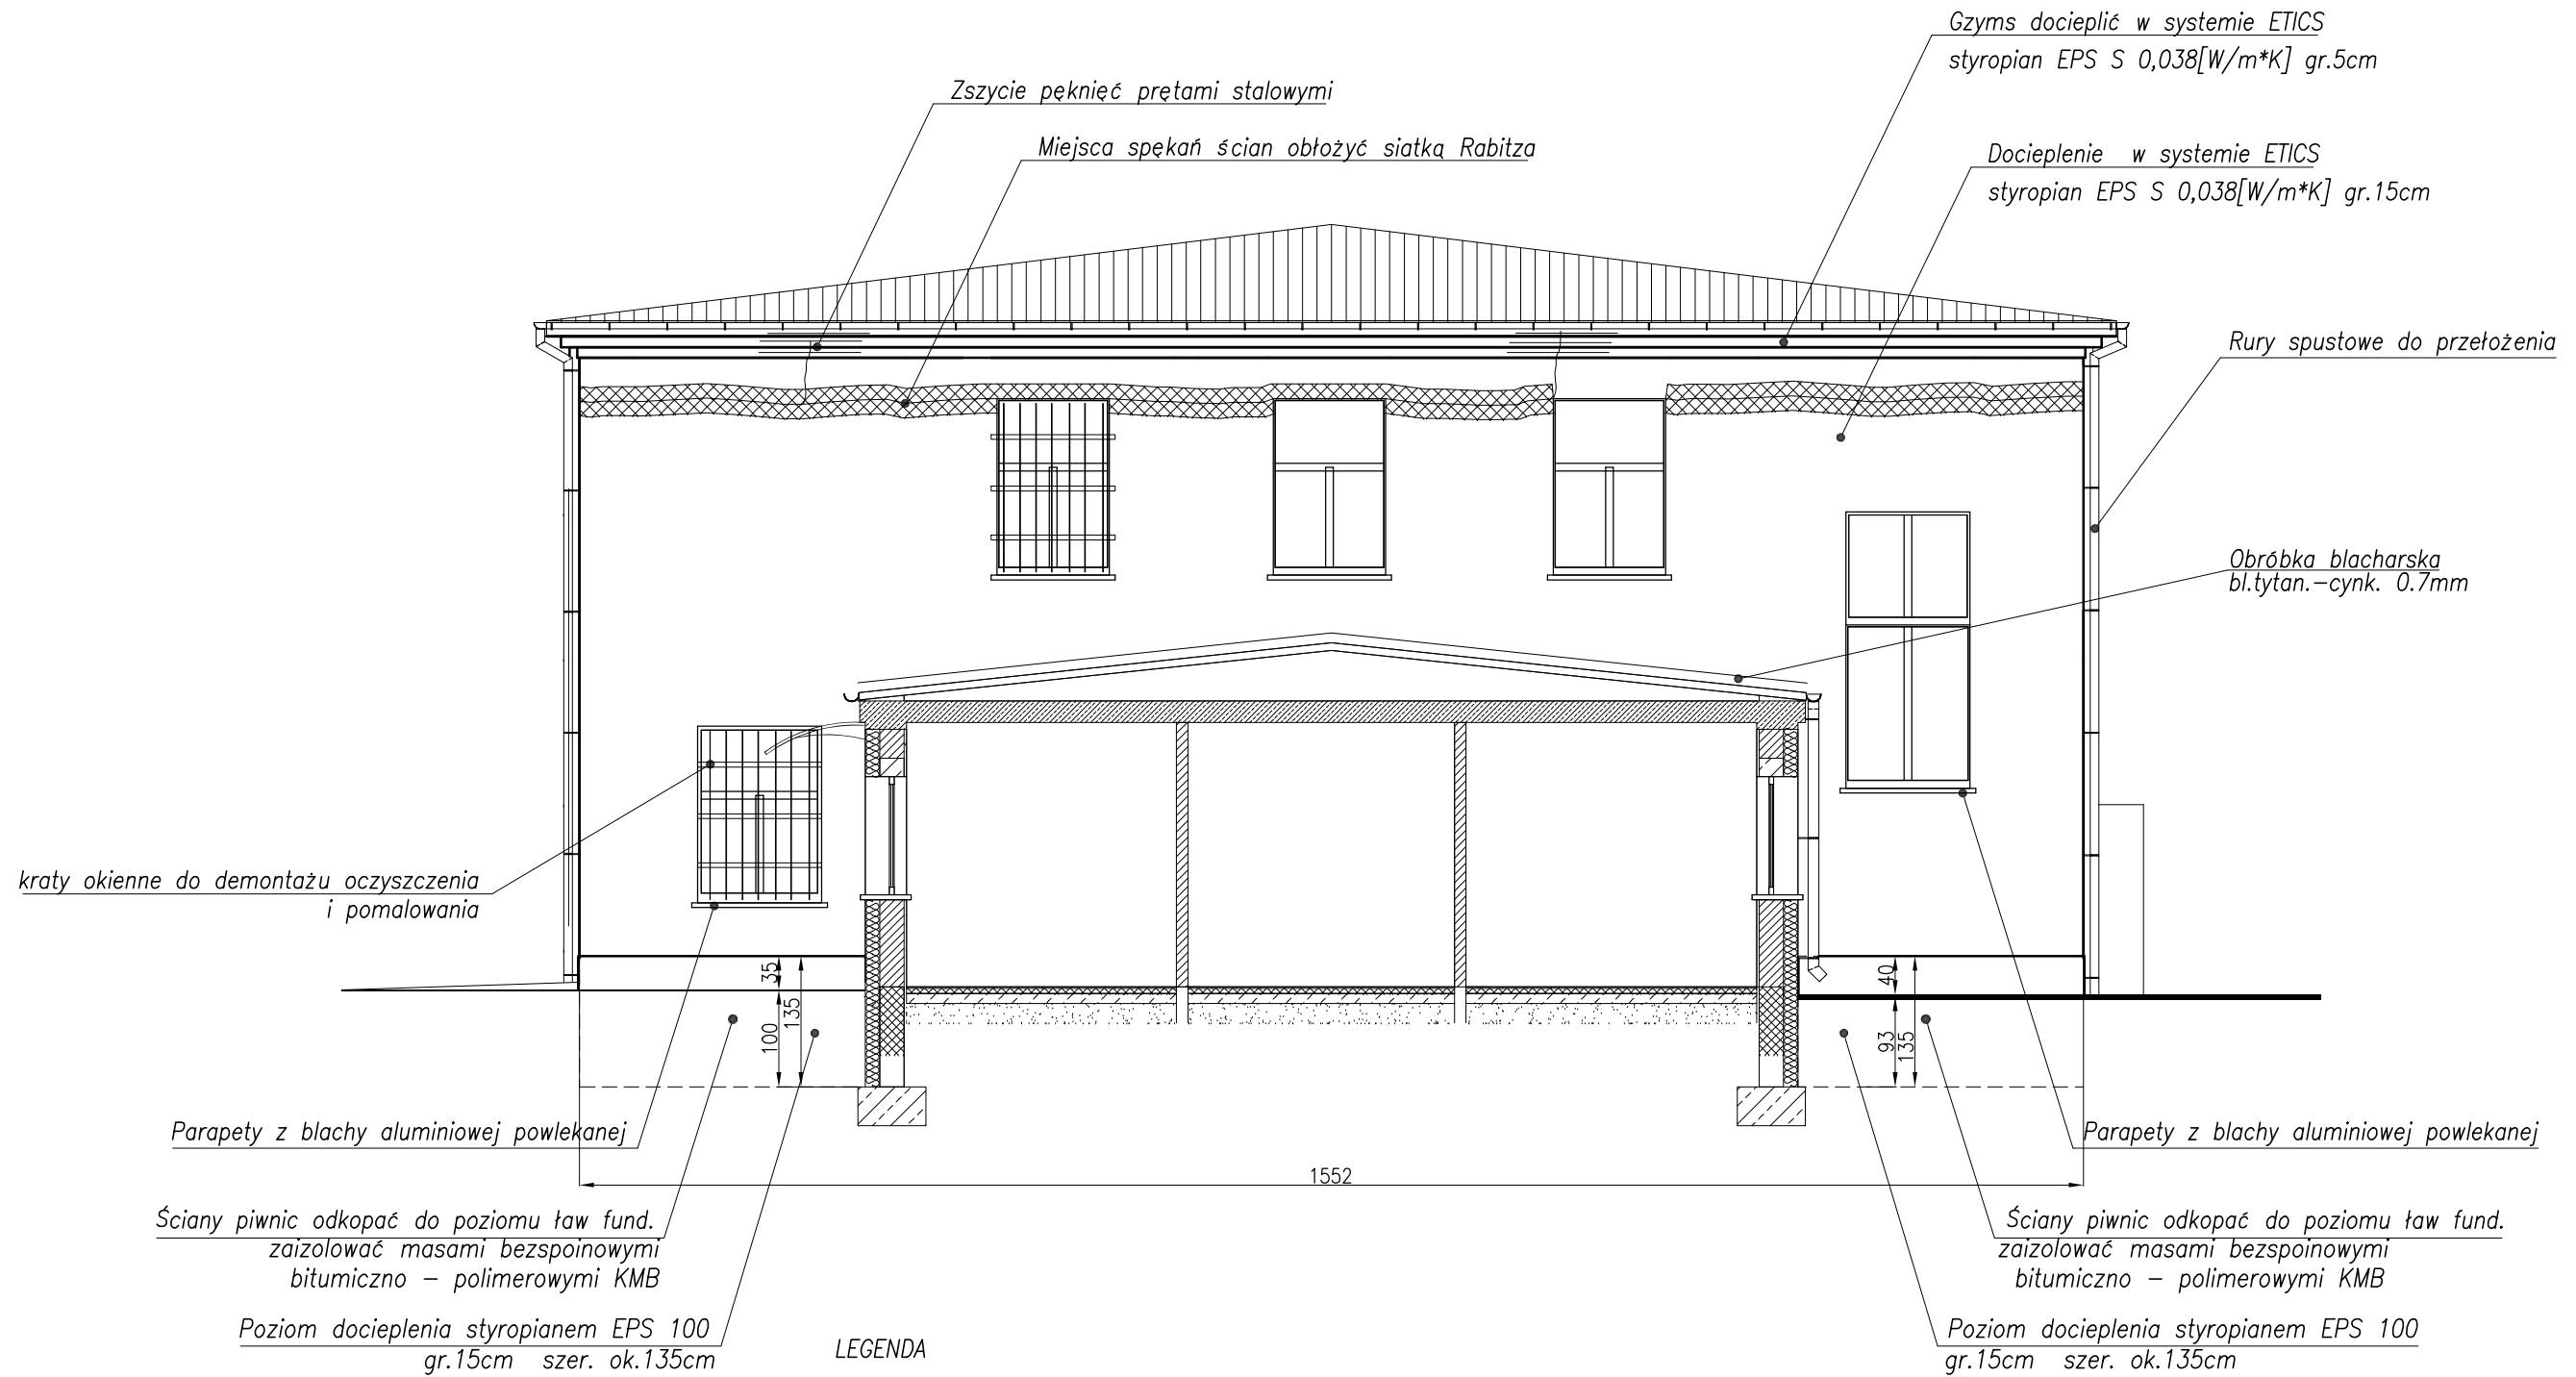 Gzyms docieplić w systemie ETICS
styropian EPS S 0,038[W/m*K] gr.5cm
Zszycie pęknięć prętami stalowymi
Miejsca spękań ścian obłożyć siatką Rabitza
Docieplenie w systemie ETICS
styropian EPS S 0,038[W/m*K] gr.15cm
Rury spustowe do przełożenia
Obróbka blacharska
bl.tytan.-cynk. 0.7mm
kraty okienne do demontażu oczyszczenia
i pomalowania
35
135
100
40
93
135
Parapety z blachy aluminiowej powlekanej
Parapety z blachy aluminiowej powlekanej
1552
Ściany piwnic odkopać do poziomu ław fund.
zaizolować masami bezspoinowymi
bitumiczno – polimerowymi KMB
Ściany piwnic odkopać do poziomu ław fund.
zaizolować masami bezspoinowymi
bitumiczno – polimerowymi KMB
Poziom docieplenia styropianem EPS 100
gr.15cm szer. ok.135cm
LEGENDA
Poziom docieplenia styropianem EPS 100
gr.15cm szer. ok.135cm